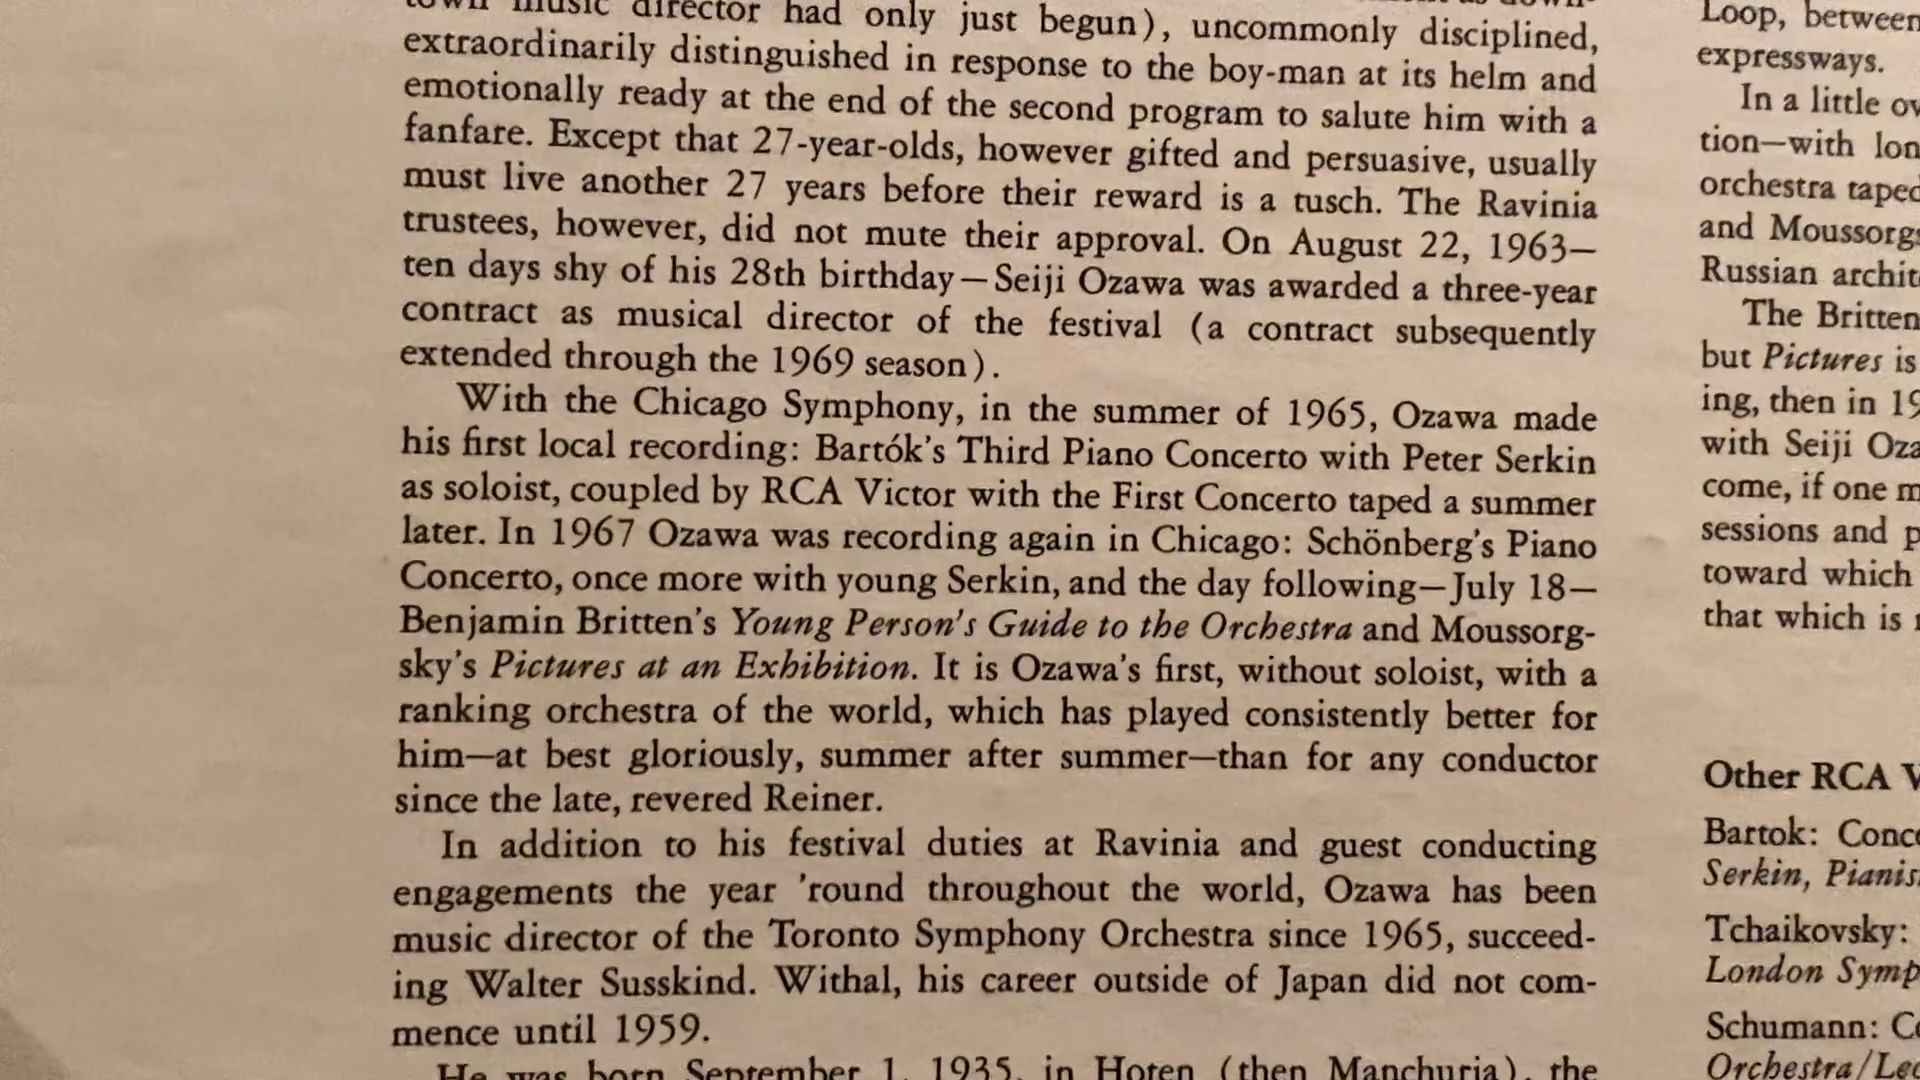 town music director had only just begun), uncommonly disciplined,
extraordinarily distinguished in response to the boy-man at its helm and
emotionally ready at the end of the second program to salute him with a
fanfare. Except that 27-year-olds, however gifted and persuasive, usually
must live another 27 years before their reward is a tusch. The Ravinia
trustees, however, did not mute their approval. On August 22, 1963—
ten days shy of his 28th birthday—Seiji Ozawa was awarded a three-year
contract as musical director of the festival (a contract subsequently
extended through the 1969 season).
With the Chicago Symphony, in the summer of 1965, Ozawa made
his first local recording: Bartók's Third Piano Concerto with Peter Serkin
as soloist, coupled by RCA Victor with the First Concerto taped a summer
later. In 1967 Ozawa was recording again in Chicago: Schönberg's Piano
Concerto, once more with young Serkin, and the day following—July 18—
Benjamin Britten's Young Person's Guide to the Orchestra and Moussorg-
sky's Pictures at an Exhibition. It is Ozawa's first, without soloist, with a
ranking orchestra of the world, which has played consistently better for
him—at best gloriously, summer after summer—than for any conductor
since the late, revered Reiner.
In addition to his festival duties at Ravinia and guest conducting
engagements the year 'round throughout the world, Ozawa has been
music director of the Toronto Symphony Orchestra since 1965, succeed-
ing Walter Susskind. Withal, his career outside of Japan did not com-
mence until 1959.
He was born September 1, 1935, in Hoten (then Manchuria), the
Loop, between
expressways.
In a little
tion—with
orchestra taped
and
Russian
The Britten
but Pictures is
ing, then in
with Seiji
come, if one
sessions and
toward which
that which is
Other RCA
Bartok:
Serkin,
Tchaikovsky:
London
Schumann: